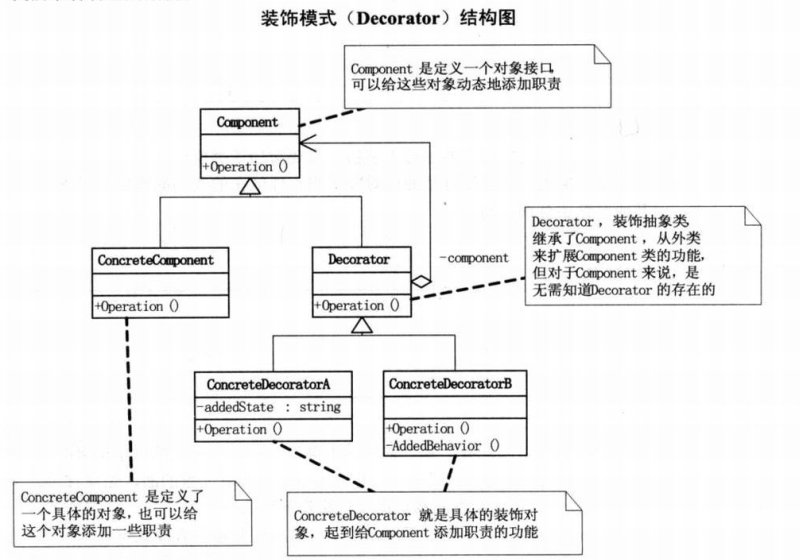 装饰模式（Decorator）结构图
Component 是定义一个对象接口，
可以给这些对象动态地添加职责
Component
+Operation ()
Decorator ，装饰抽象类，
继承了Component ，从外类
来扩展Component 类的功能，
但对于Component 来说，是
无需知道Decorator 的存在的
ConcreteComponent
+Operation ()
Decorator
+Operation ()
-component
ConcreteDecoratorA
-addedState : string
+Operation ()
ConcreteDecoratorB
+Operation ()
-AddedBehavior ()
ConcreteComponent 是定义了
一个具体的对象，也可以给
这个对象添加一些职责
ConcreteDecorator 就是具体的装饰对
象，起到给Component 添加职责的功能